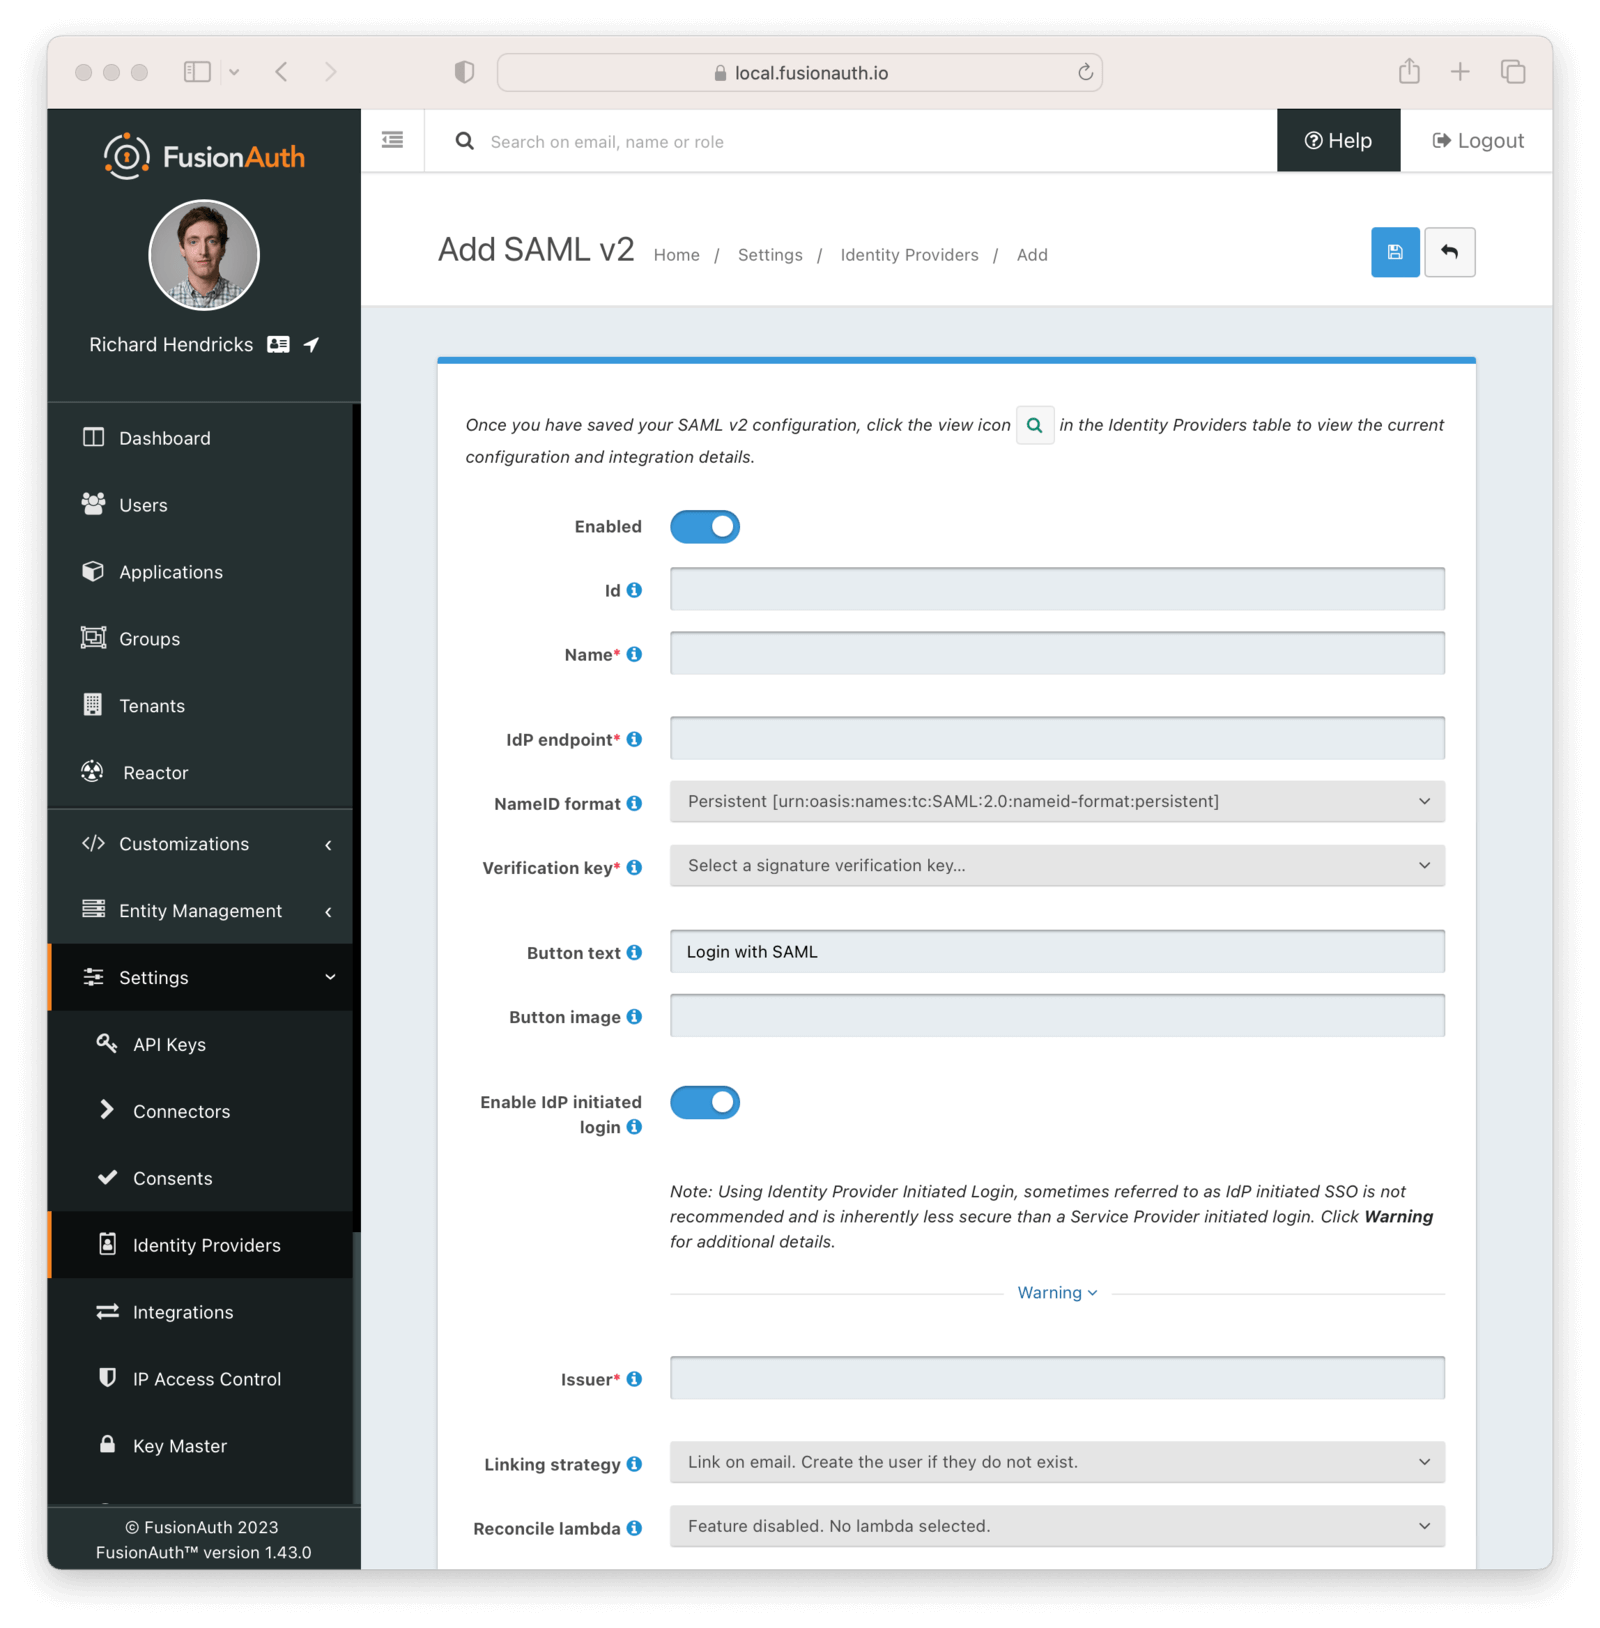 local.fusionauth.io
FusionAuth
Search on email, name or role
Help
Logout
Richard Hendricks
Add SAML v2
Home / Settings / Identity Providers / Add
Dashboard
Users
Applications
Groups
Tenants
Reactor
Customizations
Entity Management
Settings
API Keys
Connectors
Consents
Identity Providers
Integrations
IP Access Control
Key Master
© FusionAuth 2023
FusionAuth™ version 1.43.0
Once you have saved your SAML v2 configuration, click the view icon in the Identity Providers table to view the current
configuration and integration details.
Enabled
Id
Name*
IdP endpoint*
NameID format
Persistent [urn:oasis:names:tc:SAML:2.0:nameid-format:persistent]
Verification key*
Select a signature verification key...
Button text
Login with SAML
Button image
Enable IdP initiated
login
Note: Using Identity Provider Initiated Login, sometimes referred to as IdP initiated SSO is not
recommended and is inherently less secure than a Service Provider initiated login. Click Warning
for additional details.
Warning
Issuer*
Linking strategy
Link on email. Create the user if they do not exist.
Reconcile lambda
Feature disabled. No lambda selected.